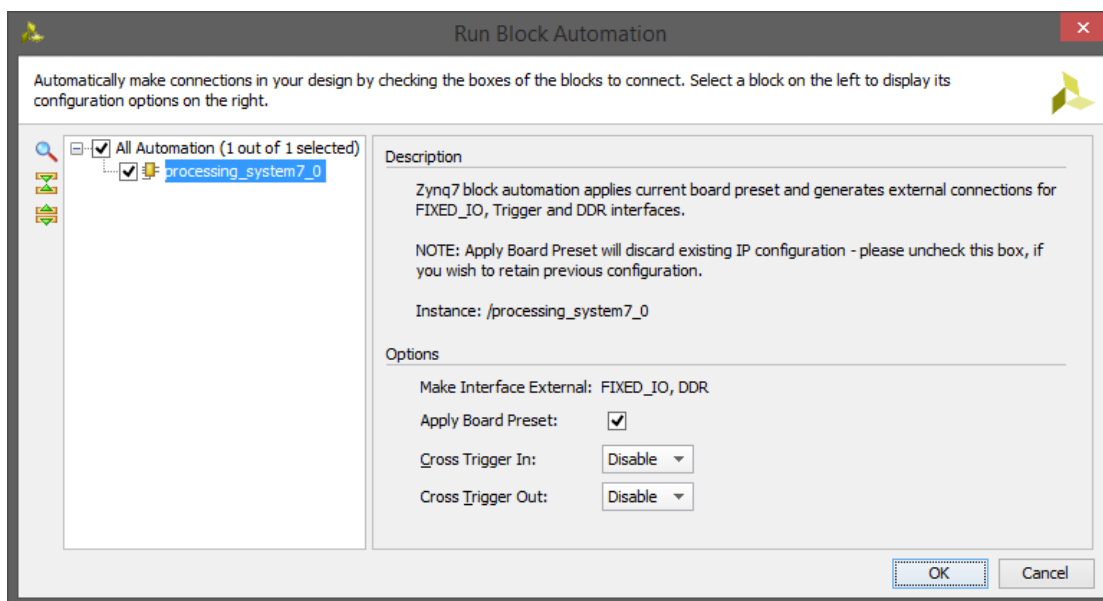 Run Block Automation
Automatically make connections in your design by checking the boxes of the blocks to connect. Select a block on the left to display its
configuration options on the right.
All Automation (1 out of 1 selected)
processing_system7_0
Description
Zynq7 block automation applies current board preset and generates external connections for
FIXED_IO, Trigger and DDR interfaces.
NOTE: Apply Board Preset will discard existing IP configuration - please uncheck this box, if
you wish to retain previous configuration.
Instance: /processing_system7_0
Options
Make Interface External: FIXED_IO, DDR
Apply Board Preset:
Cross Trigger In: Disable
Cross Trigger Out: Disable
OK Cancel